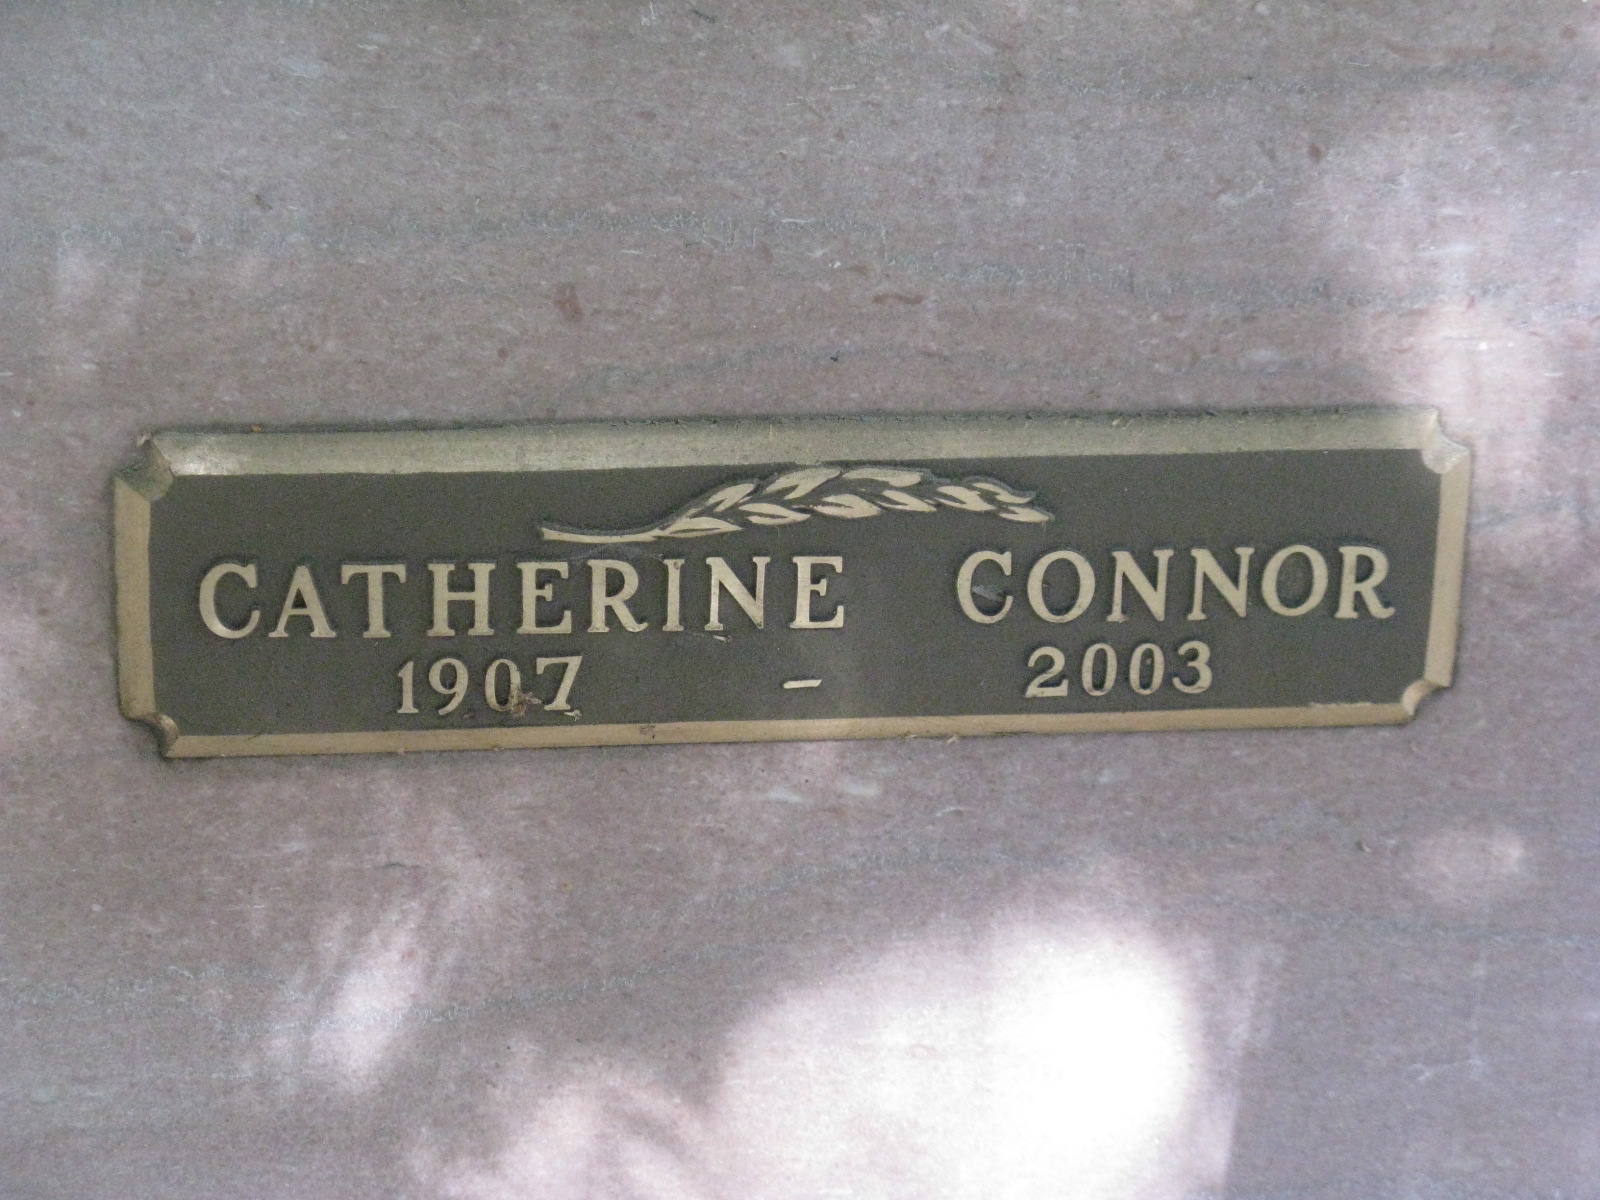 CATHERINE CONNOR
1907 – 2003